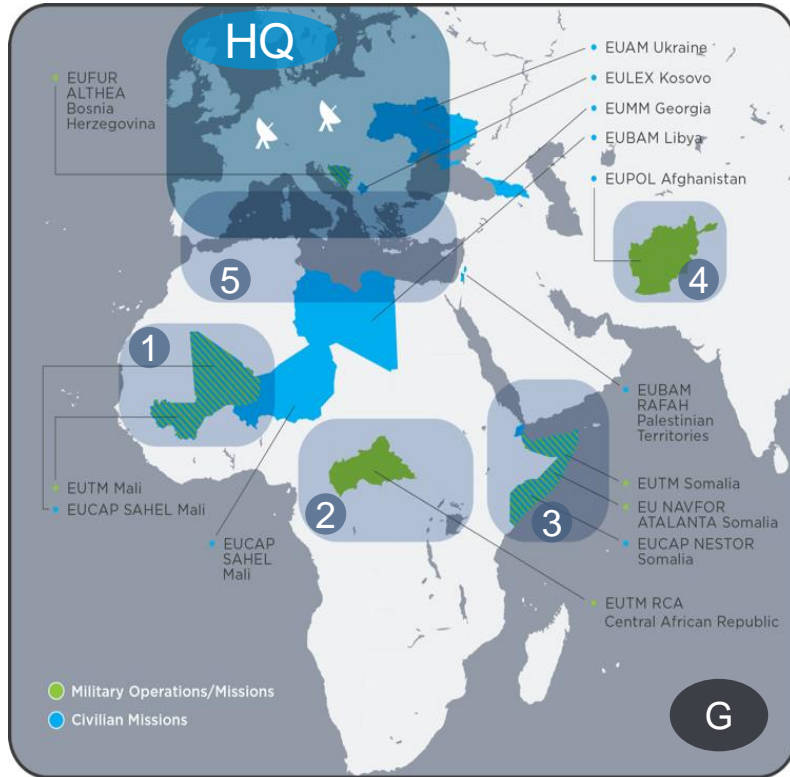 HQ
EUFUR
ALTHEA
Bosnia
Herzegovina
EUAM Ukraine
EULEX Kosovo
EUMM Georgia
EUBAM Libya
EUPOL Afghanistan
5
4
1
EUBAM
RAFAH
Palestinian
Territories
EUTM Mali
EUCAP SAHEL Mali
2
3
EUTM Somalia
EU NAVFOR
ATALANTA Somalia
EUCAP NESTOR
Somalia
EUCAP
SAHEL
Mali
EUTM RCA
Central African Republic
Military Operations/Missions
Civilian Missions
G